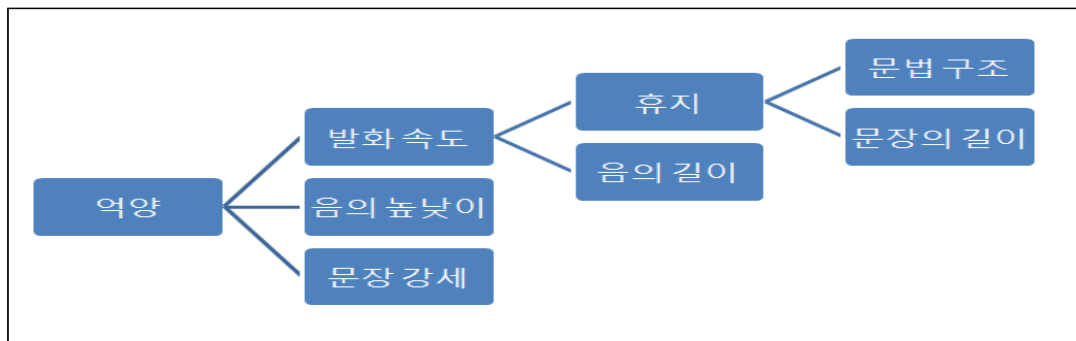 억양
발화 속도
음의 높낮이
문장 강세
휴지
음의 길이
문법 구조
문장의 길이